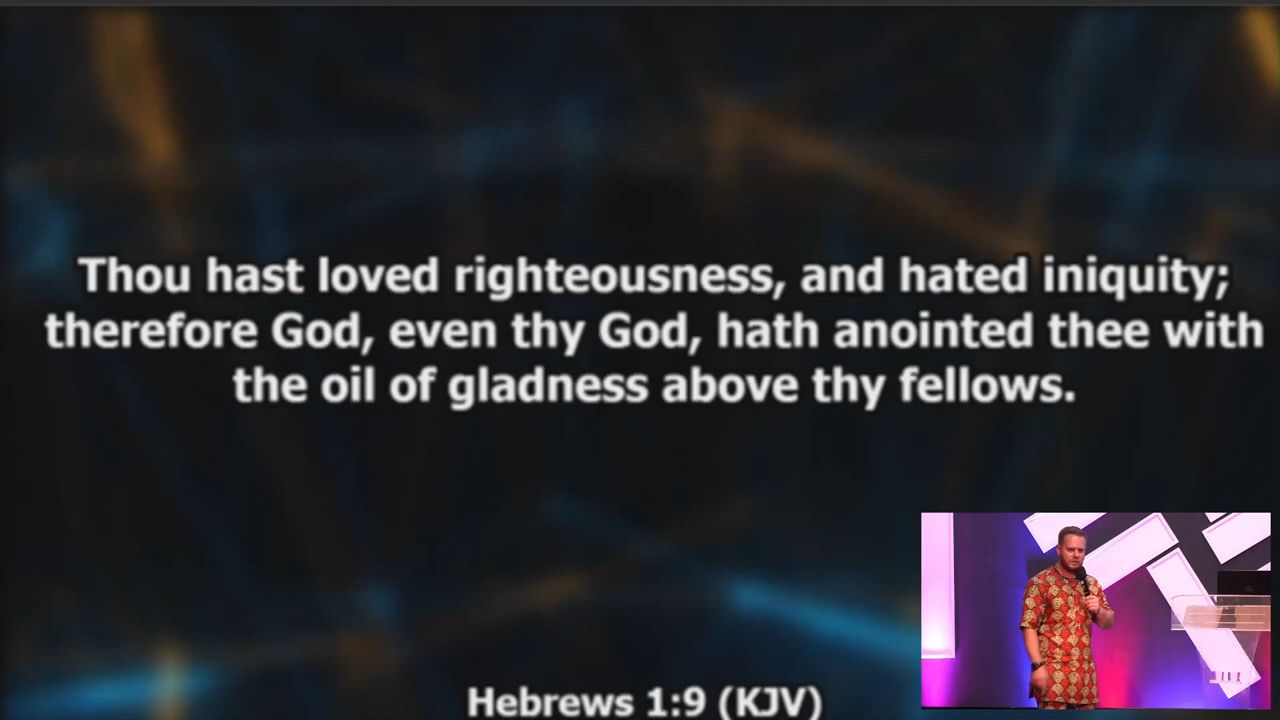 Thou hast loved righteousness, and hated iniquity;
therefore God, even thy God, hath anointed thee with
the oil of gladness above thy fellows.
Hebrews 1:9 (KJV)